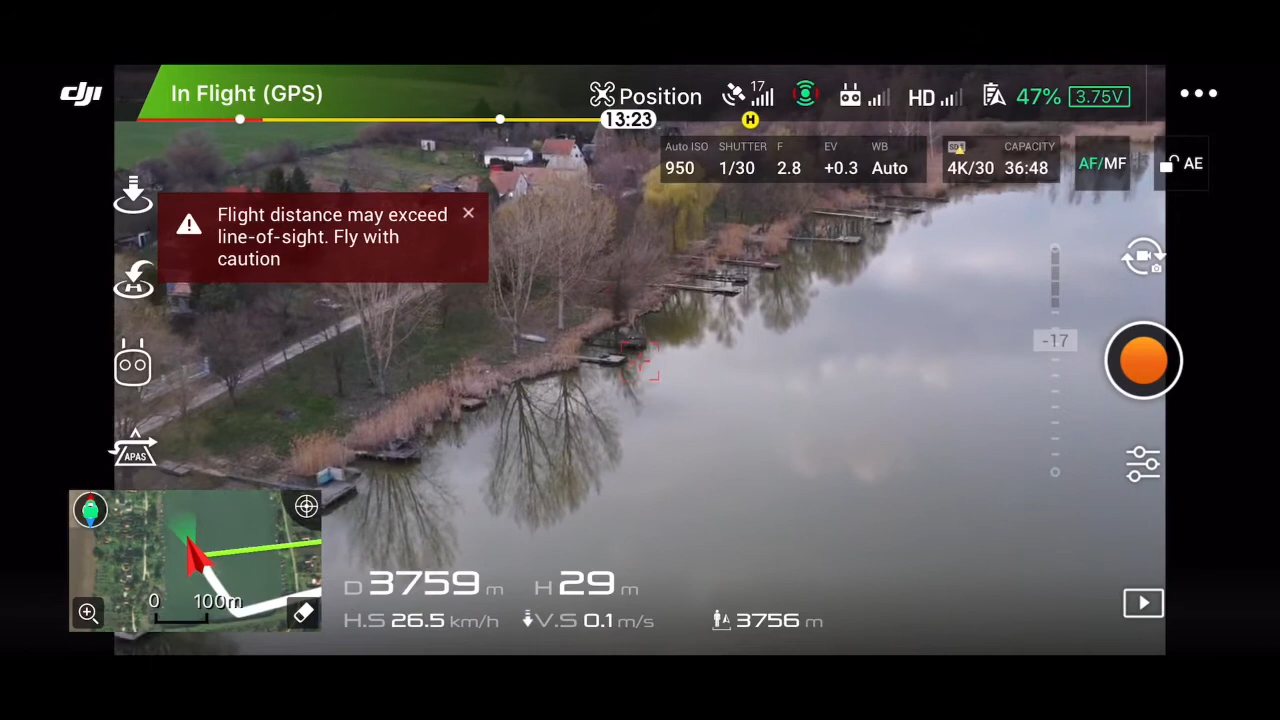 dji
In Flight (GPS)
Position
17
HD
47%
3.75V
13:23
H
Auto ISO
950
SHUTTER
1/30
F
2.8
EV
+0.3
WB
Auto
4K/30
CAPACITY
36:48
AF/MF
AE
Flight distance may exceed
line-of-sight. Fly with
caution
H
-17
APAS
0
100m
D 3759 m
H 29 m
H.S 26.5 km/h
V.S 0.1 m/s
3756 m